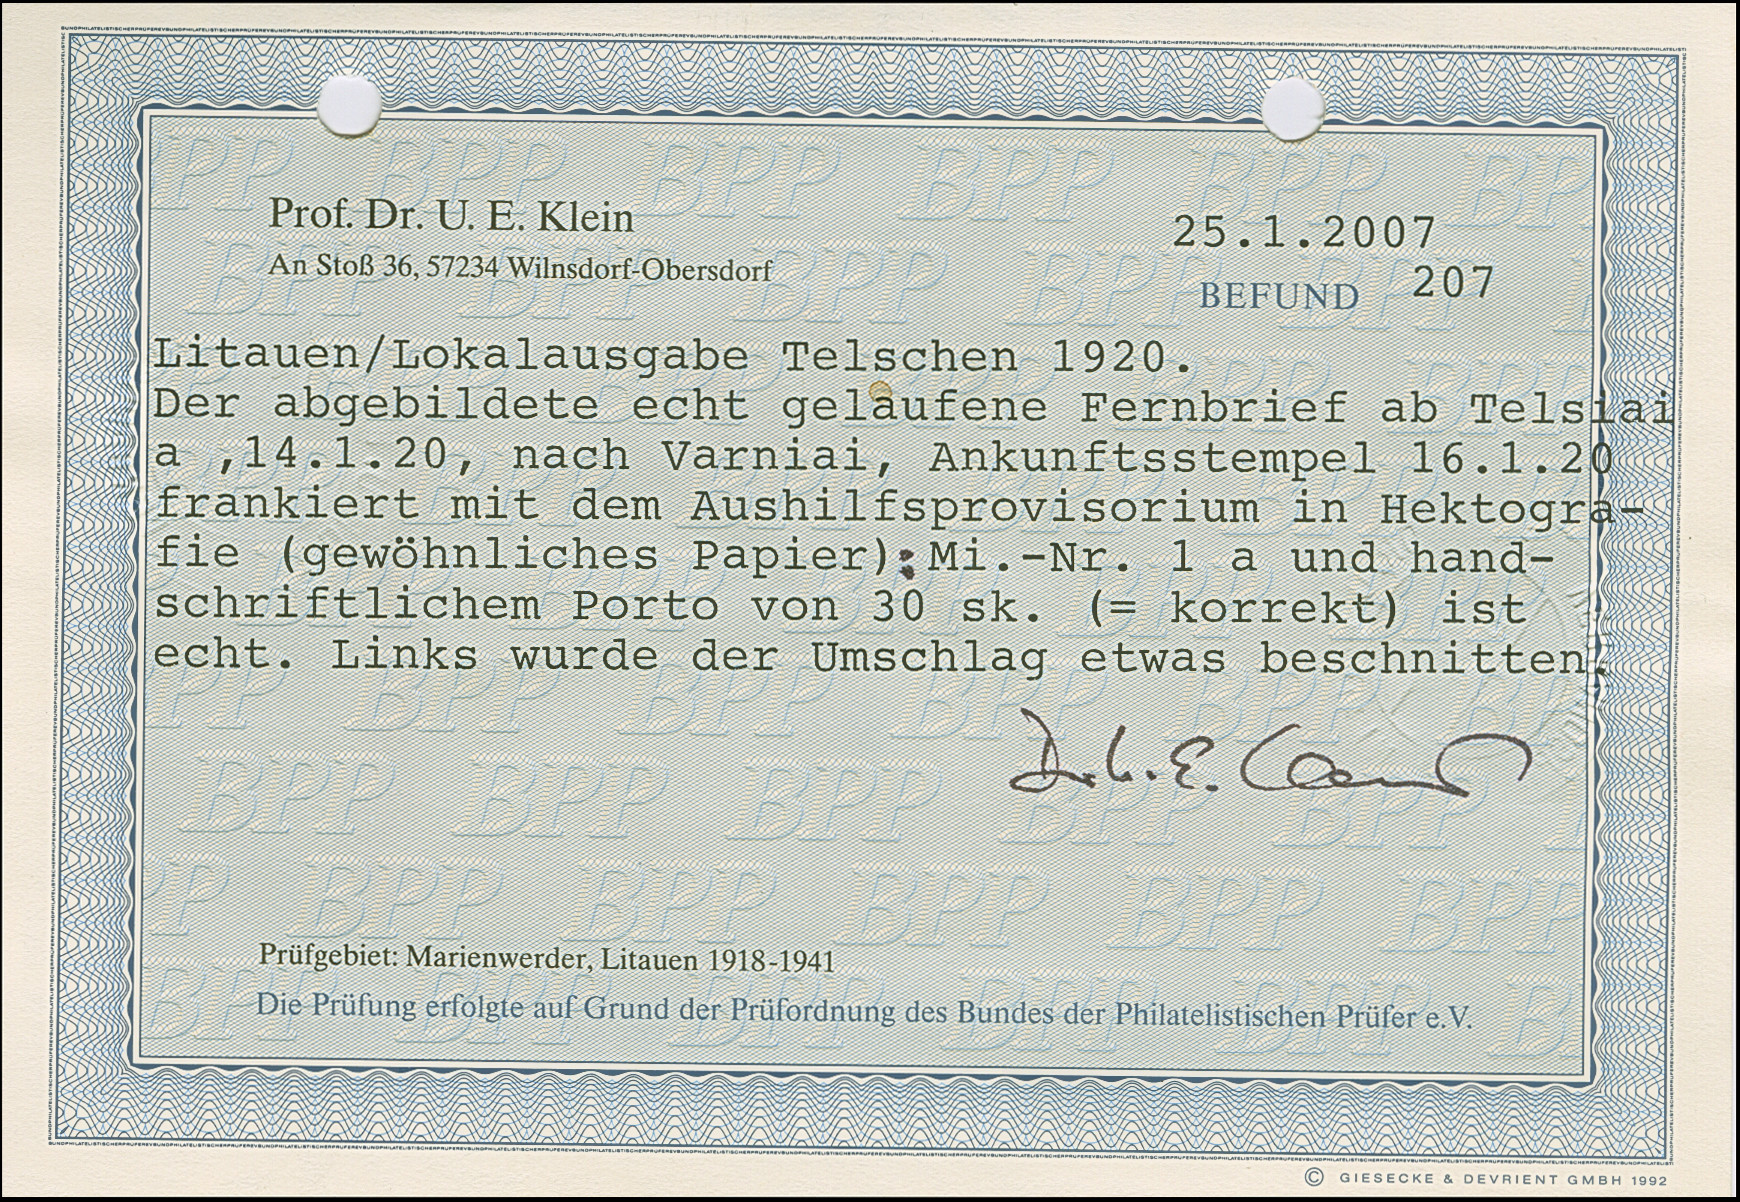 Prof. Dr. U. E. Klein
An Stoß 36, 57234 Wilnsdorf-Obersdorf
25.1.2007
BEFUND 207
Litauen/Lokalausgabe Telschen 1920.
Der abgebildete echt gelaufene Fernbrief ab Telsiai
a ,14.1.20, nach Varniai, Ankunftsstempel 16.1.20
frankiert mit dem Aushilfsprovisorium in Hektogra-
fie (gewöhnliches Papier): Mi.-Nr. 1 a und hand-
schriftlichem Porto von 30 sk. (= korrekt) ist
echt. Links wurde der Umschlag etwas beschnitten.
Dr. U. E. Klein
Prüfgebiet: Marienwerder, Litauen 1918-1941
Die Prüfung erfolgte auf Grund der Prüfordnung des Bundes der Philatelistischen Prüfer e.V.
© GIESECKE & DEVRIENT GMBH 1992